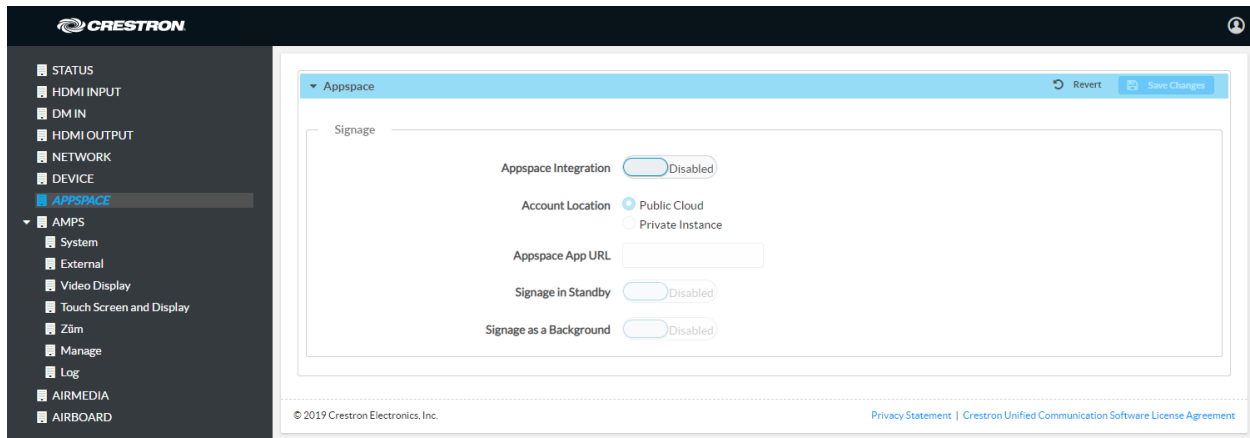 CRESTRON
STATUS
HDMI INPUT
DM IN
HDMI OUTPUT
NETWORK
DEVICE
APPSPACE
AMPS
System
External
Video Display
Touch Screen and Display
Zūm
Manage
Log
AIRMEDIA
AIRBOARD
Appspace Revert Save Changes
Signage
Appspace Integration Disabled
Account Location Public Cloud
Private Instance
Appspace App URL
Signage in Standby Disabled
Signage as a Background Disabled
© 2019 Crestron Electronics, Inc. Privacy Statement | Crestron Unified Communication Software License Agreement